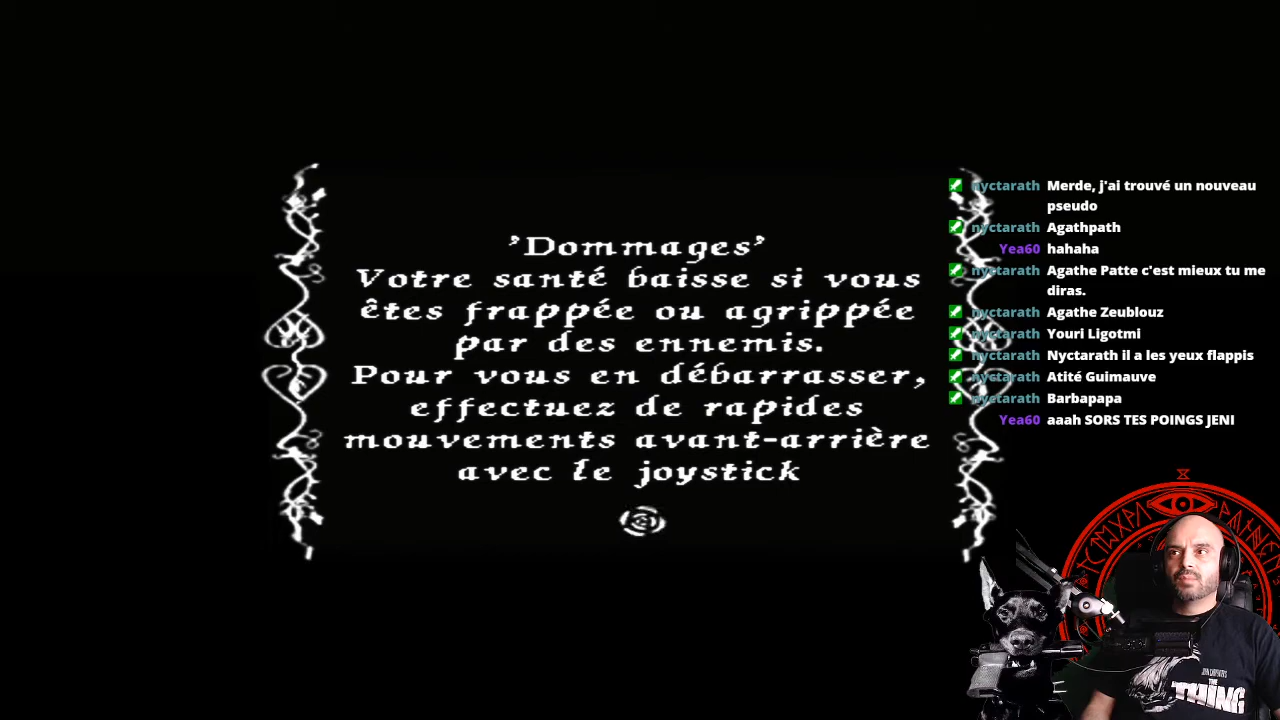 'Dommages'
Votre santé baisse si vous
êtes frappée ou agrippée
par des ennemis.
Pour vous en débarrasser,
effectuez de rapides
mouvements avant-arrière
avec le joystick
nyctarath Merde, j'ai trouvé un nouveau
pseudo
nyctarath Agathpath
Yea60 hahaha
nyctarath Agathe Patte c'est mieux tu me
diras.
nyctarath Agathe Zeublouz
nyctarath Youri Ligotmi
nyctarath Nyctarath il a les yeux flappis
nyctarath Atité Guimauve
nyctarath Barbapapa
Yea60 aaah SORS TES POINGS JENI
THE
THING